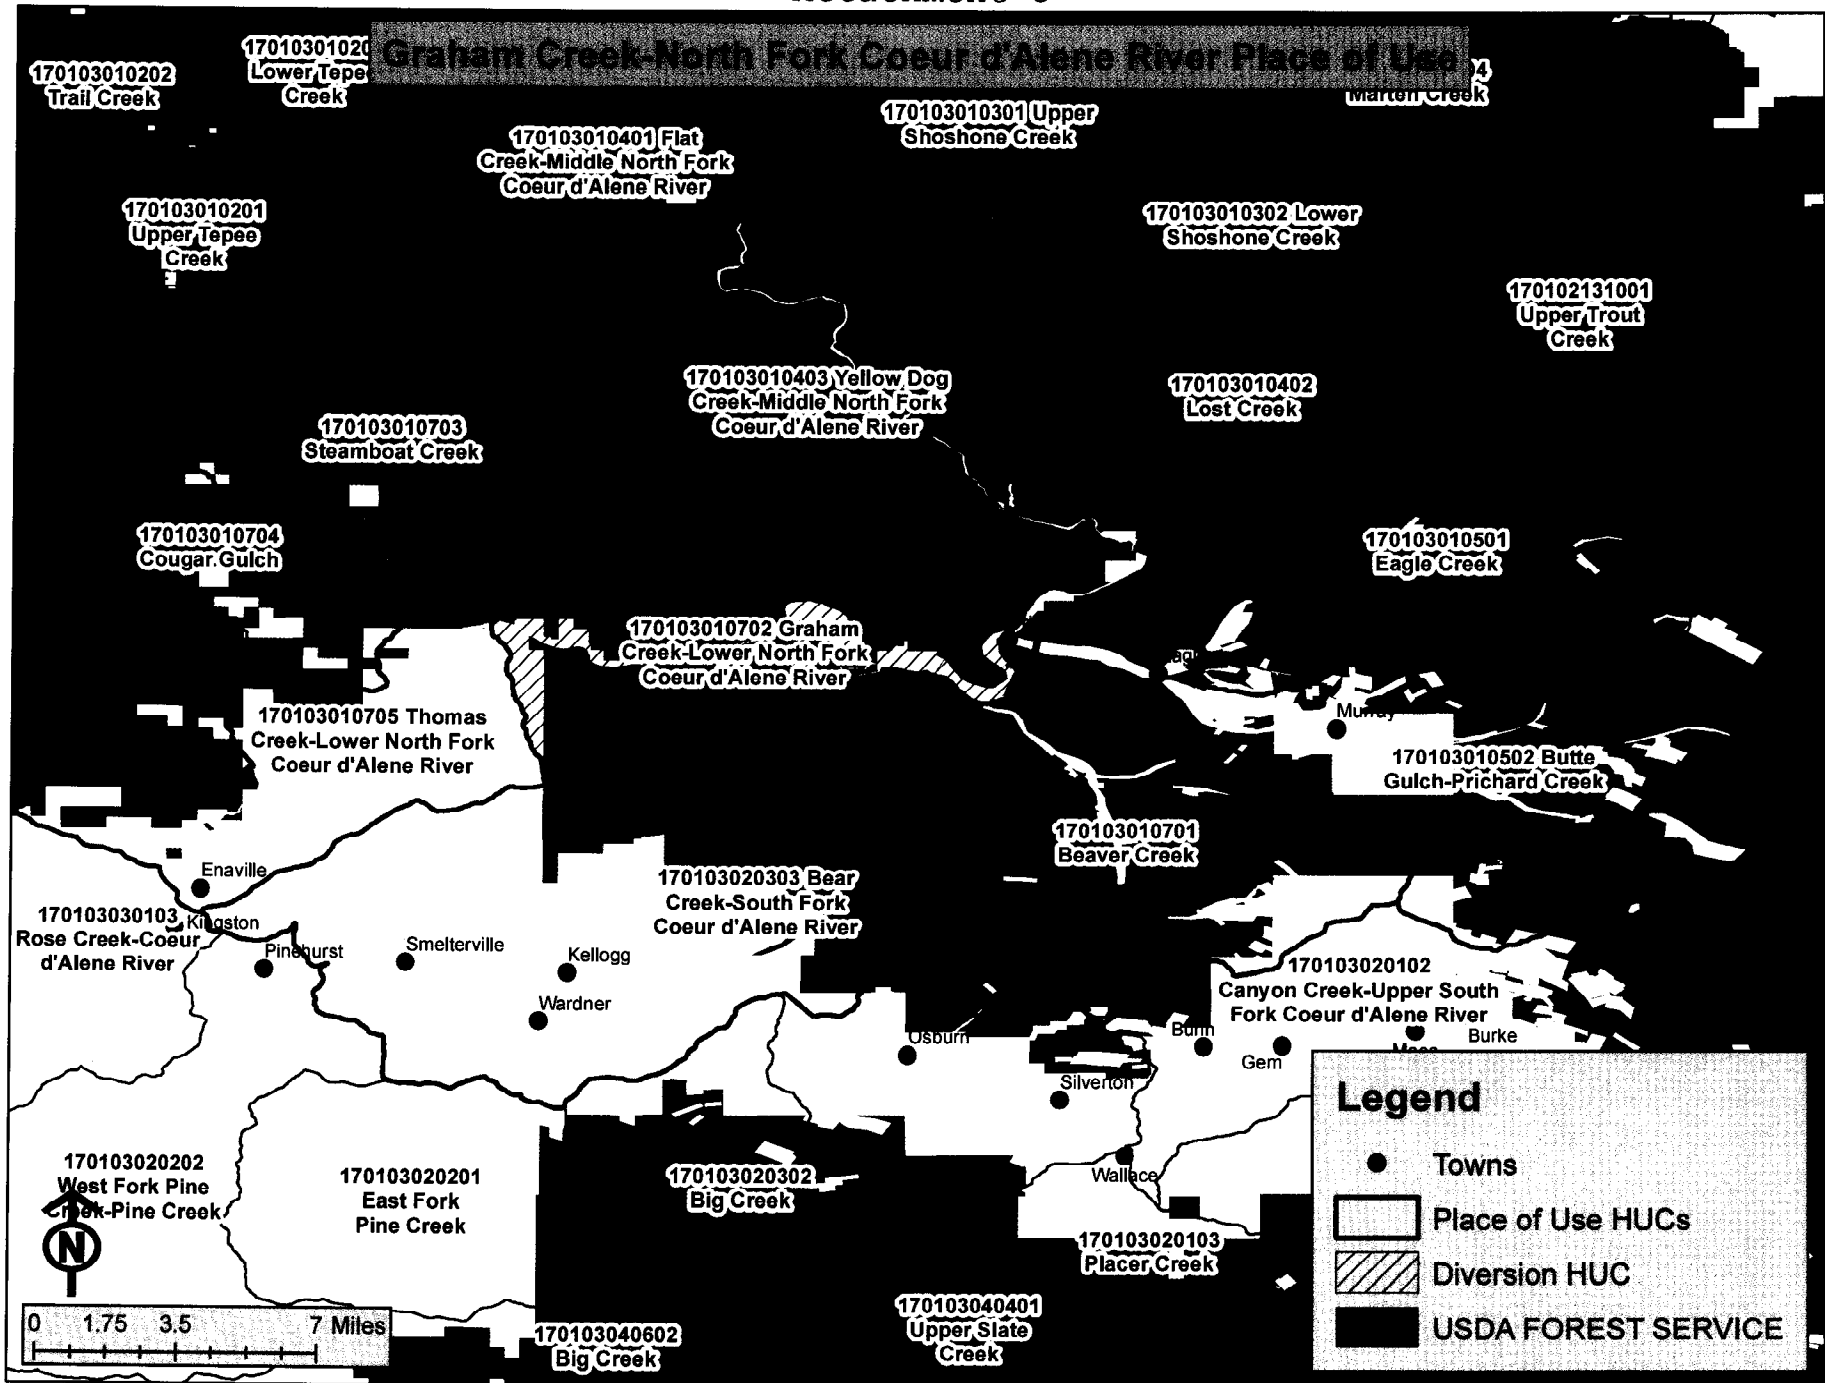 Graham Creek-North Fork Coeur d'Alene River Place of Use
170103010202
Trail Creek
17010301020
Lower Tepe
Creek
4
Marten Creek
170103010401 Flat
Creek-Middle North Fork
Coeur d'Alene River
170103010301 Upper
Shoshone Creek
170103010201
Upper Tepee
Creek
170103010302 Lower
Shoshone Creek
170102131001
Upper Trout
Creek
170103010403 Yellow Dog
Creek-Middle North Fork
Coeur d'Alene River
170103010402
Lost Creek
170103010703
Steamboat Creek
170103010704
Cougar Gulch
170103010501
Eagle Creek
170103010702 Graham
Creek-Lower North Fork
Coeur d'Alene River
170103010705 Thomas
Creek-Lower North Fork
Coeur d'Alene River
Murray
170103010502 Butte
Gulch-Prichard Creek
170103010701
Beaver Creek
Enaville
170103020303 Bear
Creek-South Fork
Coeur d'Alene River
170103030103
Rose Creek-Coeur
d'Alene River
Kingston
Pinehurst
Smelterville
Kellogg
Wardner
170103020102
Canyon Creek-Upper South
Fork Coeur d'Alene River
Osburn
Bunn
Gem
Burke
Silverton
Wallace
170103020202
West Fork Pine
Creek-Pine Creek
170103020201
East Fork
Pine Creek
170103020302
Big Creek
170103020103
Placer Creek
170103040401
Upper Slate
Creek
170103040602
Big Creek
N
0 1.75 3.5 7 Miles
Legend
Towns
Place of Use HUCs
Diversion HUC
USDA FOREST SERVICE